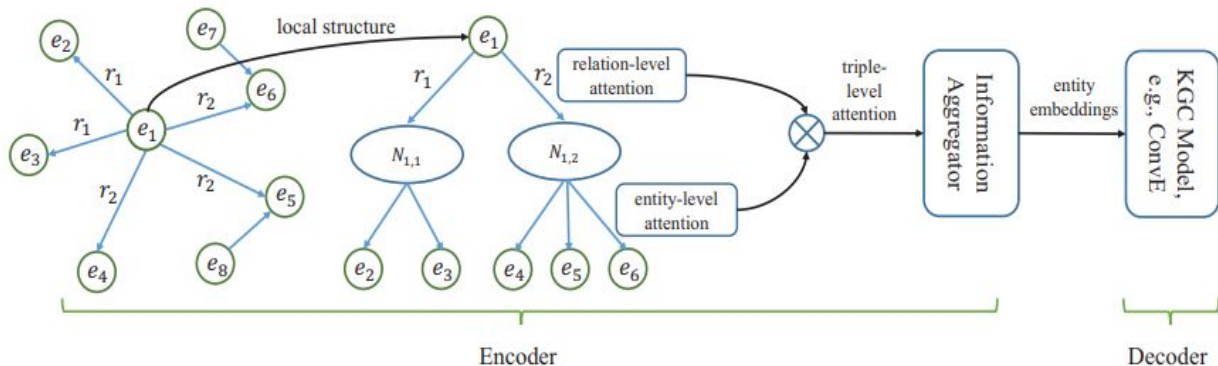 e2
r1
e7
local structure
e1
r2
e6
e1
r1
e3
r2
r2
e5
e4
e8
r1
r2
N1,1
N1,2
e2
e3
e4
e5
e6
relation-level
attention
entity-level
attention
triple-
level
attention
Information
Aggregator
entity
embeddings
KGC Model,
e.g., ConvE
Encoder
Decoder